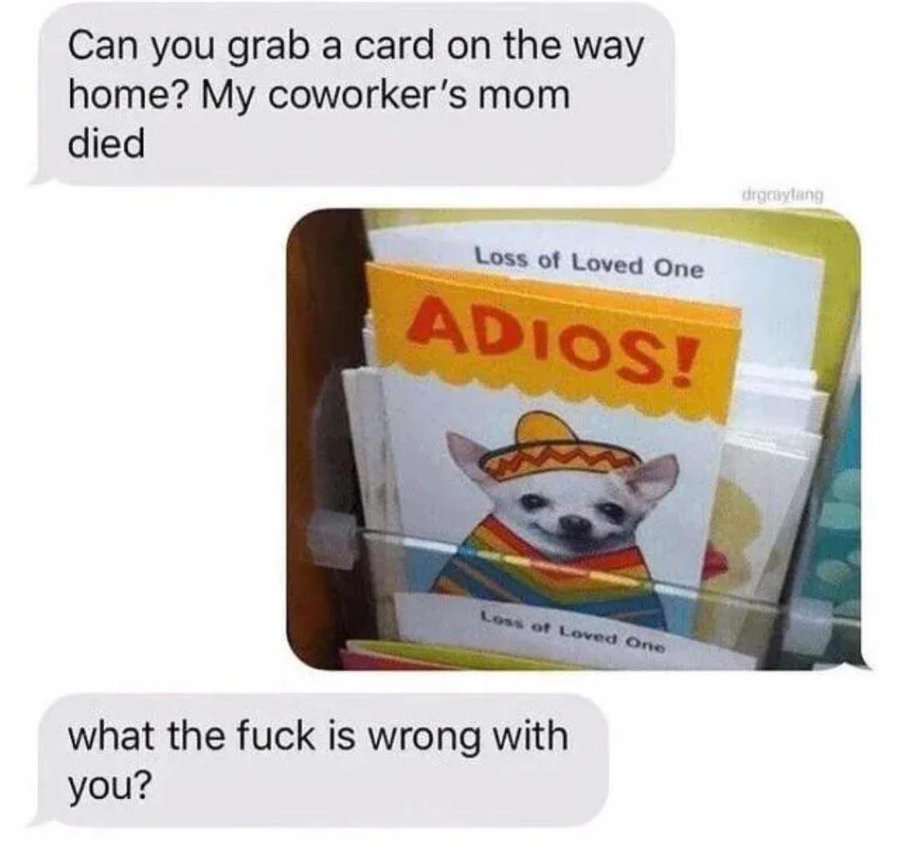 Can you grab a card on the way
home? My coworker's mom
died
drgrayfang
Loss of Loved One
ADIOS!
Loss of Loved One
what the fuck is wrong with
you?